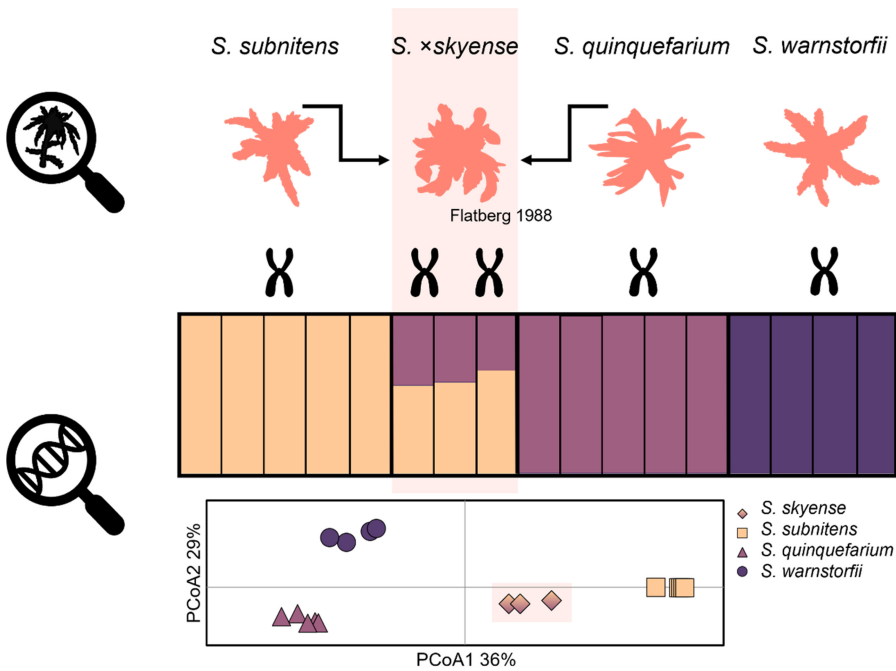 S. subnitens
S. ×skyense
S. quinquefarium
S. warnstorfii
Flatberg 1988
PCoA2 29%
PCoA1 36%
S. skyense
S. subnitens
S. quinquefarium
S. warnstorfii